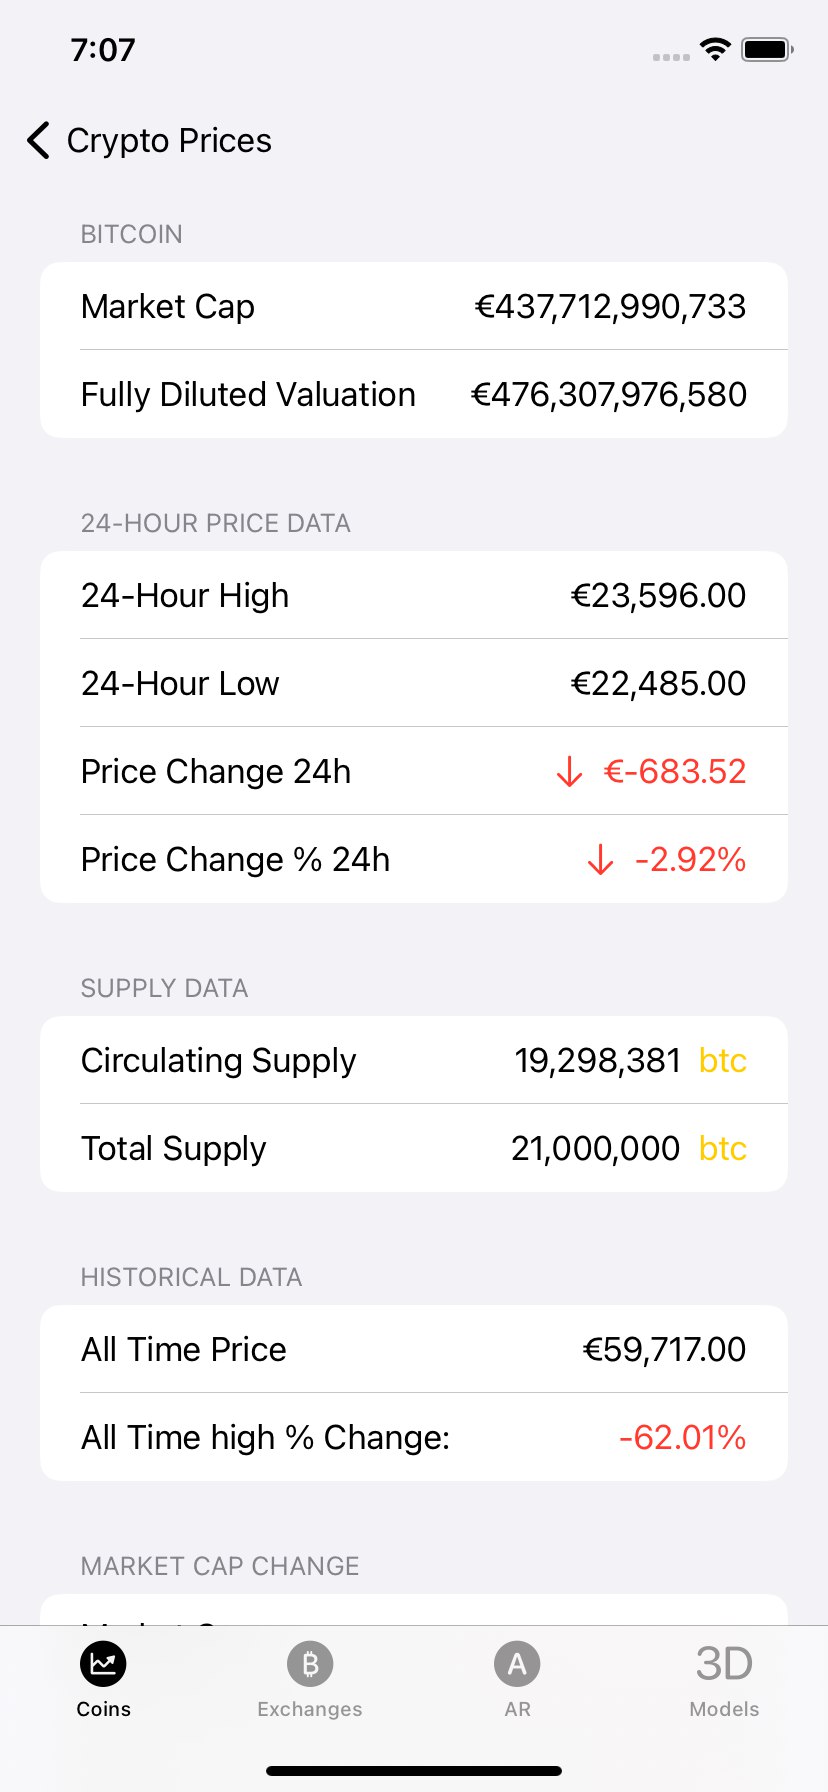 7:07
Crypto Prices
BITCOIN
Market Cap €437,712,990,733
Fully Diluted Valuation €476,307,976,580
24-HOUR PRICE DATA
24-Hour High €23,596.00
24-Hour Low €22,485.00
Price Change 24h ↓ €-683.52
Price Change % 24h ↓ -2.92%
SUPPLY DATA
Circulating Supply 19,298,381 btc
Total Supply 21,000,000 btc
HISTORICAL DATA
All Time Price €59,717.00
All Time high % Change: -62.01%
MARKET CAP CHANGE
A 3D
Coins Exchanges AR Models